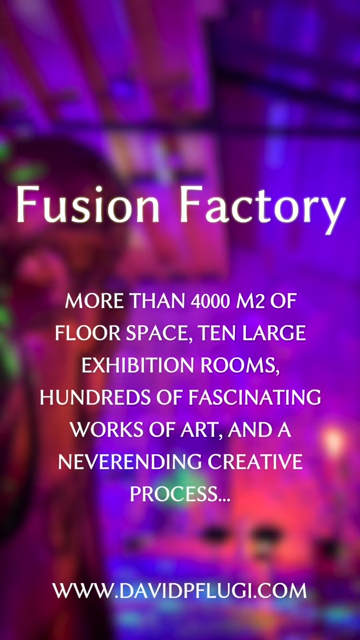 Fusion Factory
MORE THAN 4000 M2 OF
FLOOR SPACE, TEN LARGE
EXHIBITION ROOMS,
HUNDREDS OF FASCINATING
WORKS OF ART, AND A
NEVERENDING CREATIVE
PROCESS...
WWW.DAVIDPFLUGI.COM